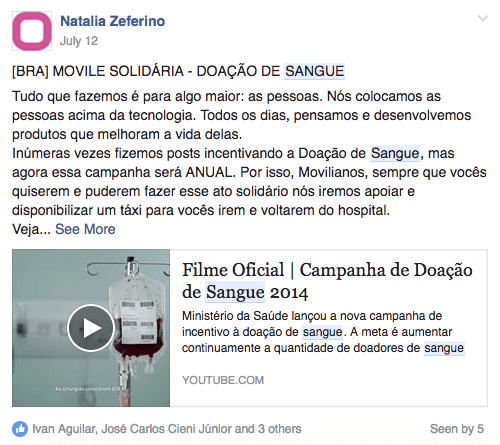 Natalia Zeferino
July 12
[BRA] MOVILE SOLIDÁRIA - DOAÇÃO DE SANGUE
Tudo que fazemos é para algo maior: as pessoas. Nós colocamos as
pessoas acima da tecnologia. Todos os dias, pensamos e desenvolvemos
produtos que melhoram a vida delas.
Inúmeras vezes fizemos posts incentivando a Doação de Sangue, mas
agora essa campanha será ANUAL. Por isso, Movilianos, sempre que vocês
quiserem e puderem fazer esse ato solidário nós iremos apoiar e
disponibilizar um táxi para vocês irem e voltarem do hospital.
Veja... See More
Filme Oficial | Campanha de Doação
de Sangue 2014
Ministério da Saúde lançou a nova campanha de
incentivo à doação de sangue. A meta é aumentar
continuamente a quantidade de doadores de sangue
YOUTUBE.COM
Ivan Aguilar, José Carlos Cieni Júnior and 3 others
Seen by 5